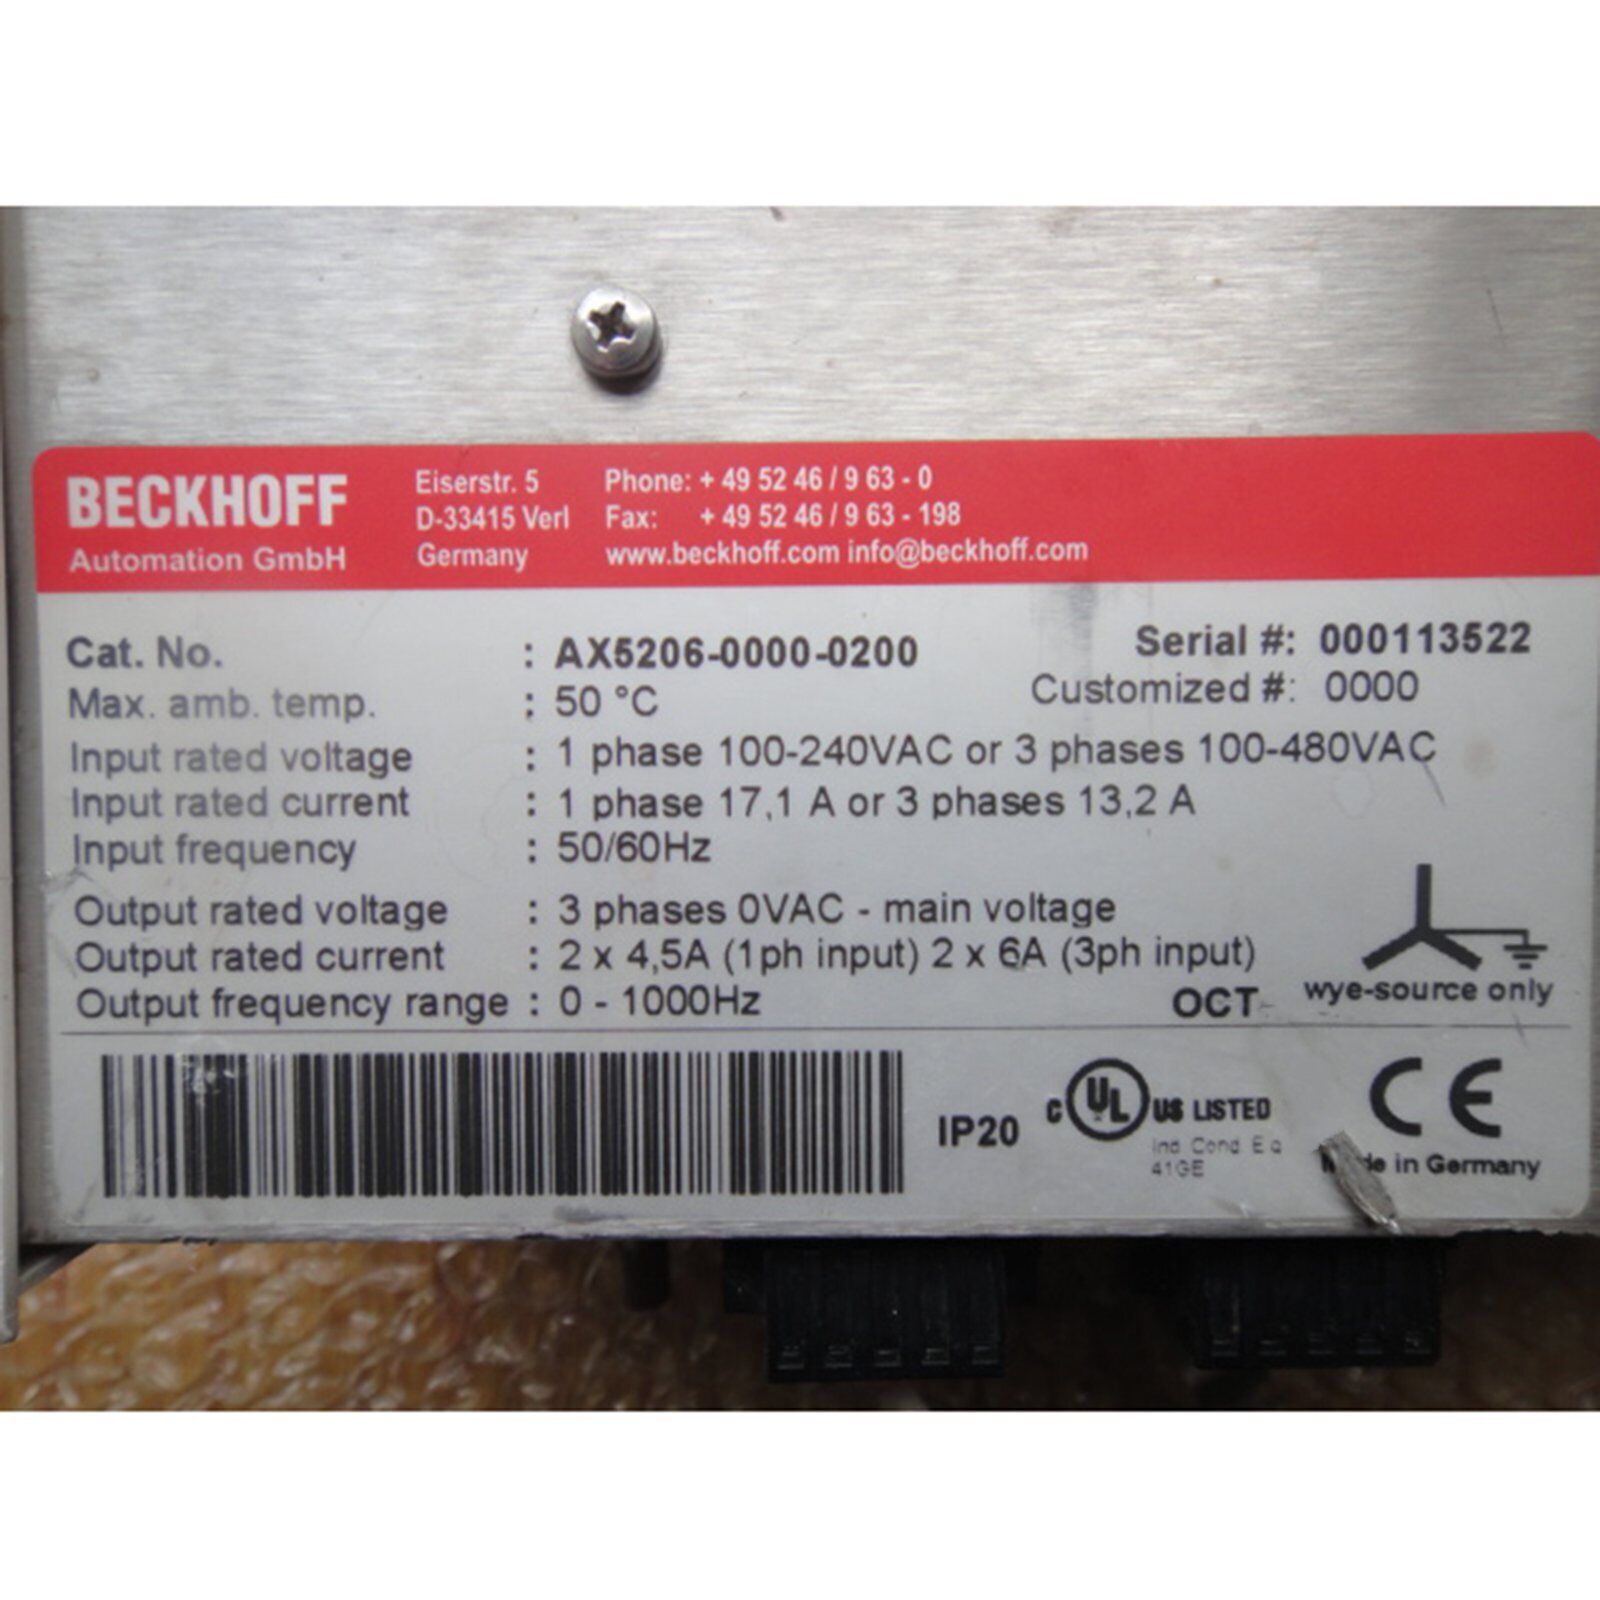 BECKHOFF
Automation GmbH
Eiserstr. 5
D-33415 Verl
Germany
Phone: + 49 52 46 / 9 63 - 0
Fax: + 49 52 46 / 9 63 - 198
www.beckhoff.com info@beckhoff.com
Cat. No. : AX5206-0000-0200
Serial #: 000113522
Max. amb. temp. : 50 °C
Customized #: 0000
Input rated voltage : 1 phase 100-240VAC or 3 phases 100-480VAC
Input rated current : 1 phase 17,1 A or 3 phases 13,2 A
Input frequency : 50/60Hz
Output rated voltage : 3 phases 0VAC - main voltage
Output rated current : 2 x 4,5A (1ph input) 2 x 6A (3ph input)
Output frequency range : 0 - 1000Hz
OCT
wye-source only
IP20
C UL US LISTED
Ind Cond Eq
41GE
CE
Made in Germany